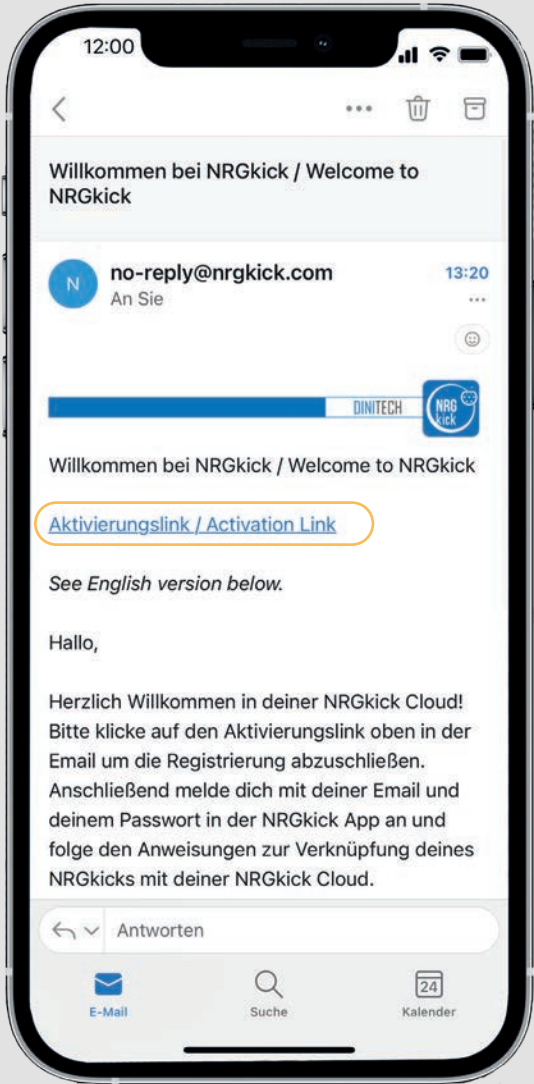 12:00
Willkommen bei NRGkick / Welcome to
NRGkick
N
no-reply@nrgkick.com
13:20
An Sie
DINITECH
NRG
kick
Willkommen bei NRGkick / Welcome to NRGkick
Aktivierungslink / Activation Link
See English version below.
Hallo,
Herzlich Willkommen in deiner NRGkick Cloud!
Bitte klicke auf den Aktivierungslink oben in der
Email um die Registrierung abzuschließen.
Anschließend melde dich mit deiner Email und
deinem Passwort in der NRGkick App an und
folge den Anweisungen zur Verknüpfung deines
NRGkicks mit deiner NRGkick Cloud.
Antworten
24
E-Mail
Suche
Kalender